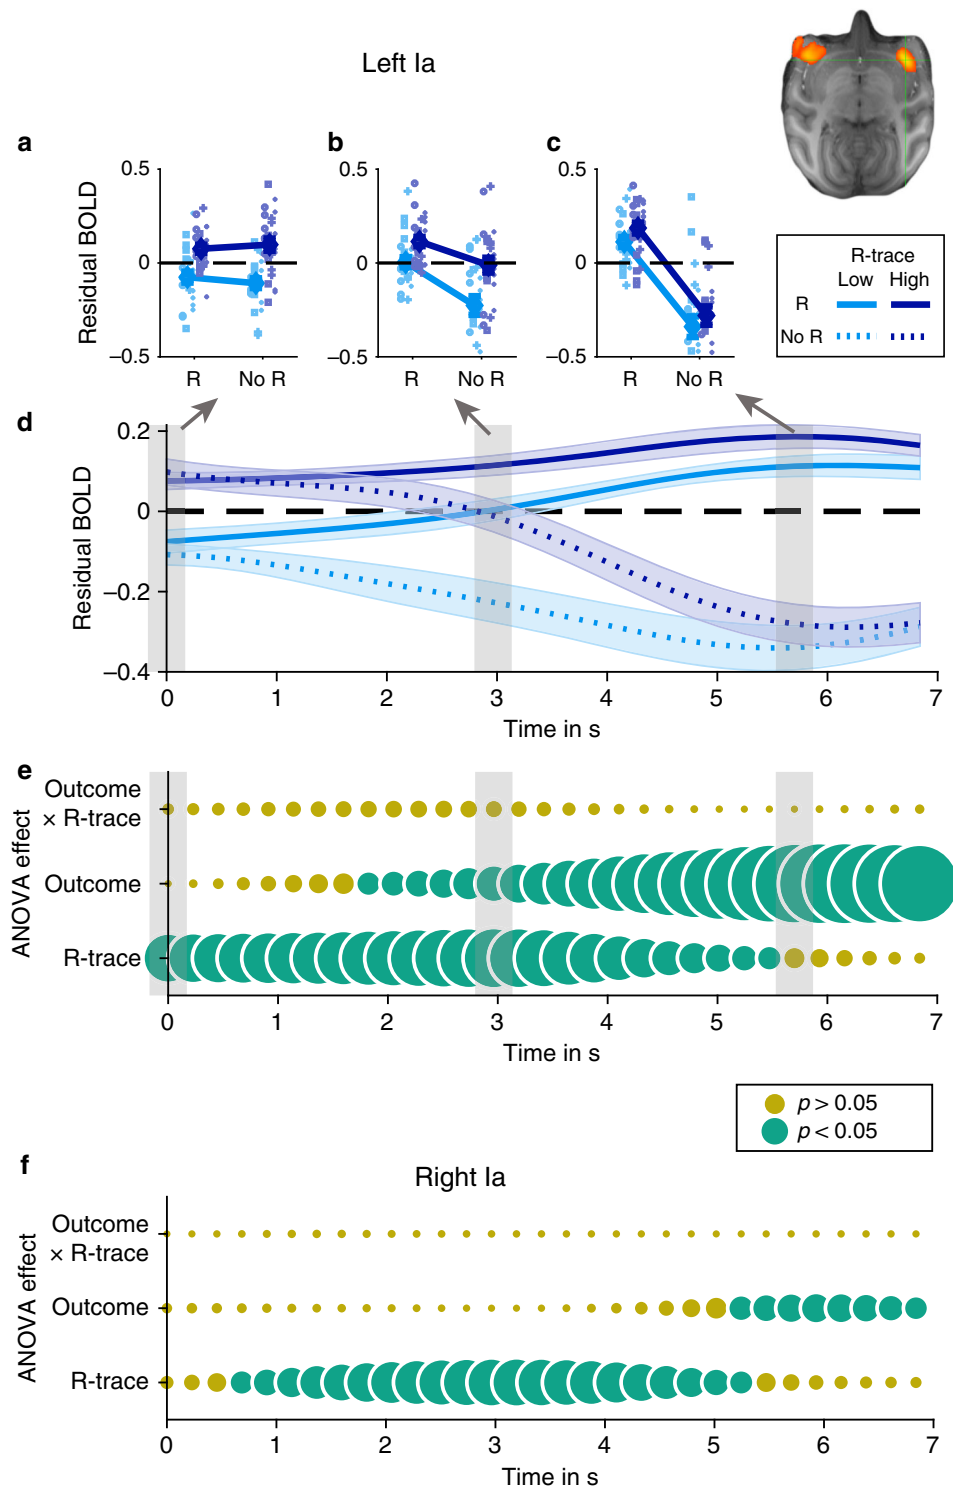 Left Ia
a
b
c
0.5
0
−0.5
Residual BOLD
R
No R
0.5
0
−0.5
R
No R
0.5
0
−0.5
R
No R
R-trace
Low
High
R
No R
d
0.2
0
−0.2
−0.4
Residual BOLD
0
1
2
3
4
5
6
7
Time in s
e
ANOVA effect
Outcome
× R-trace
Outcome
R-trace
0
1
2
3
4
5
6
7
Time in s
p > 0.05
p < 0.05
f
Right Ia
ANOVA effect
Outcome
× R-trace
Outcome
R-trace
0
1
2
3
4
5
6
7
Time in s